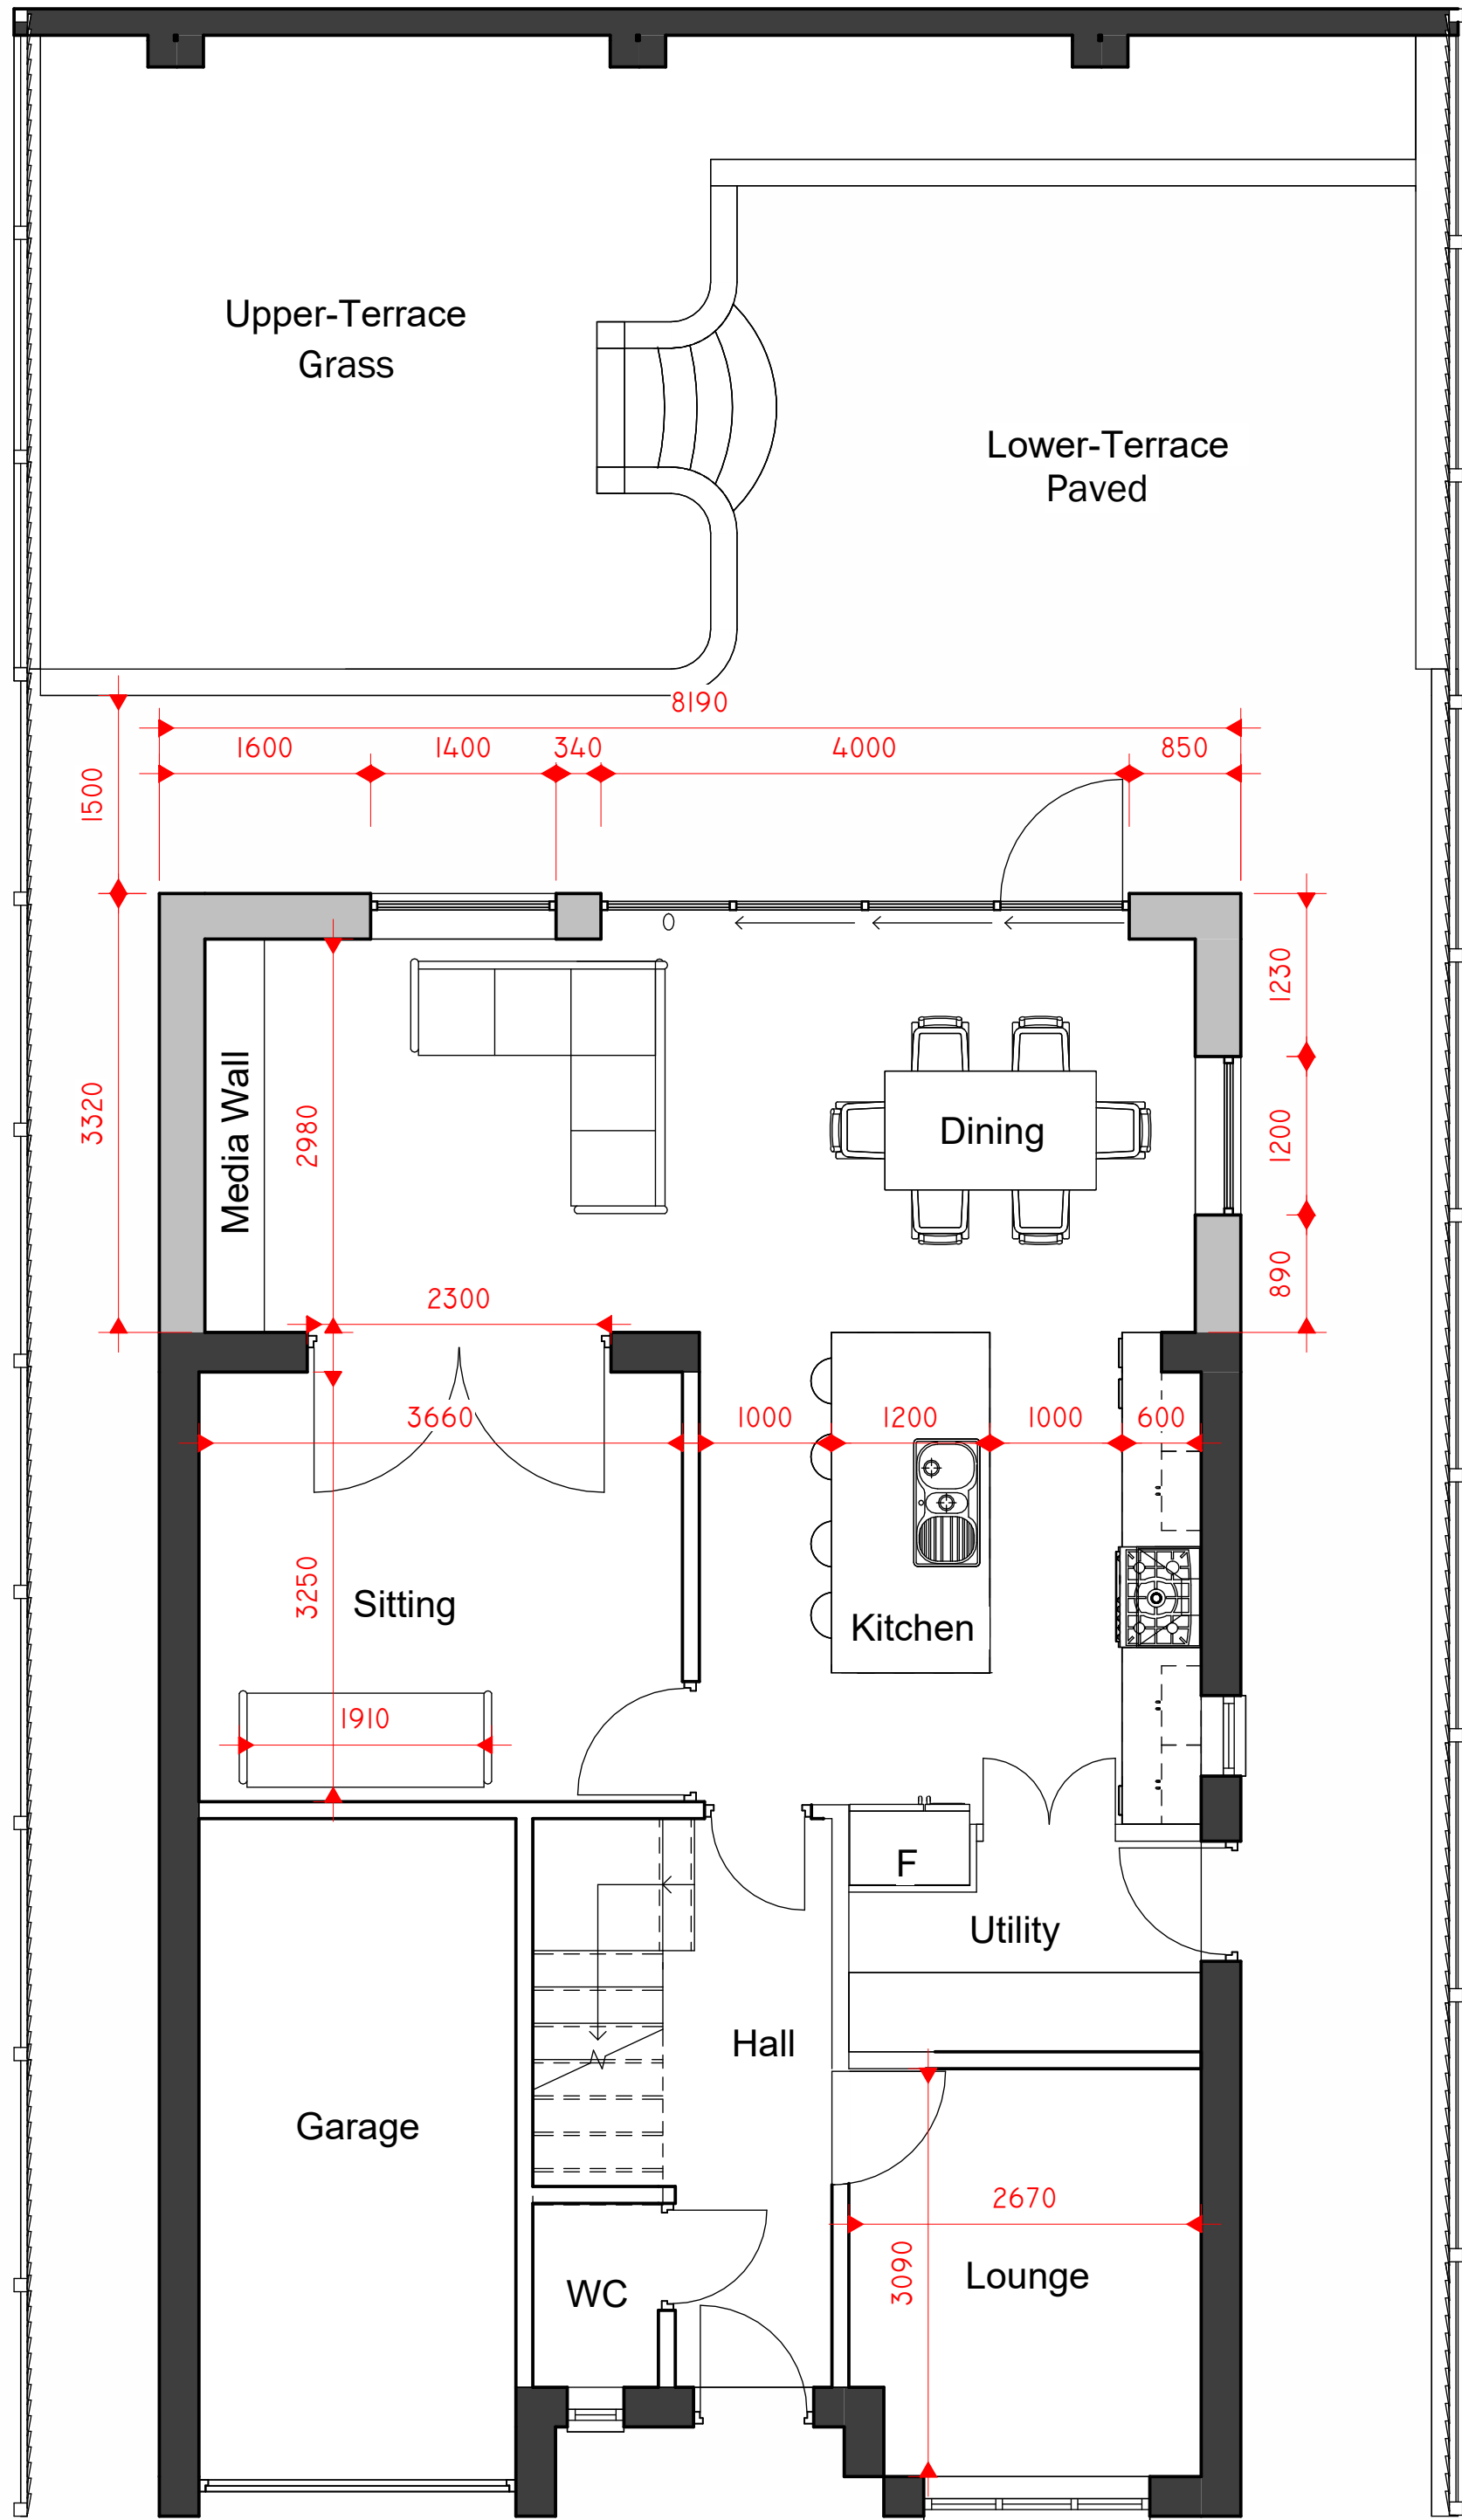 Upper-Terrace
Grass
Lower-Terrace
Paved
8190
1600
1400
340
4000
850
1500
3320
1230
1200
890
Media Wall
2980
Dining
2300
3660
1000
1200
1000
600
3250
Sitting
Kitchen
1910
F
Utility
Hall
Garage
2670
3090
Lounge
WC